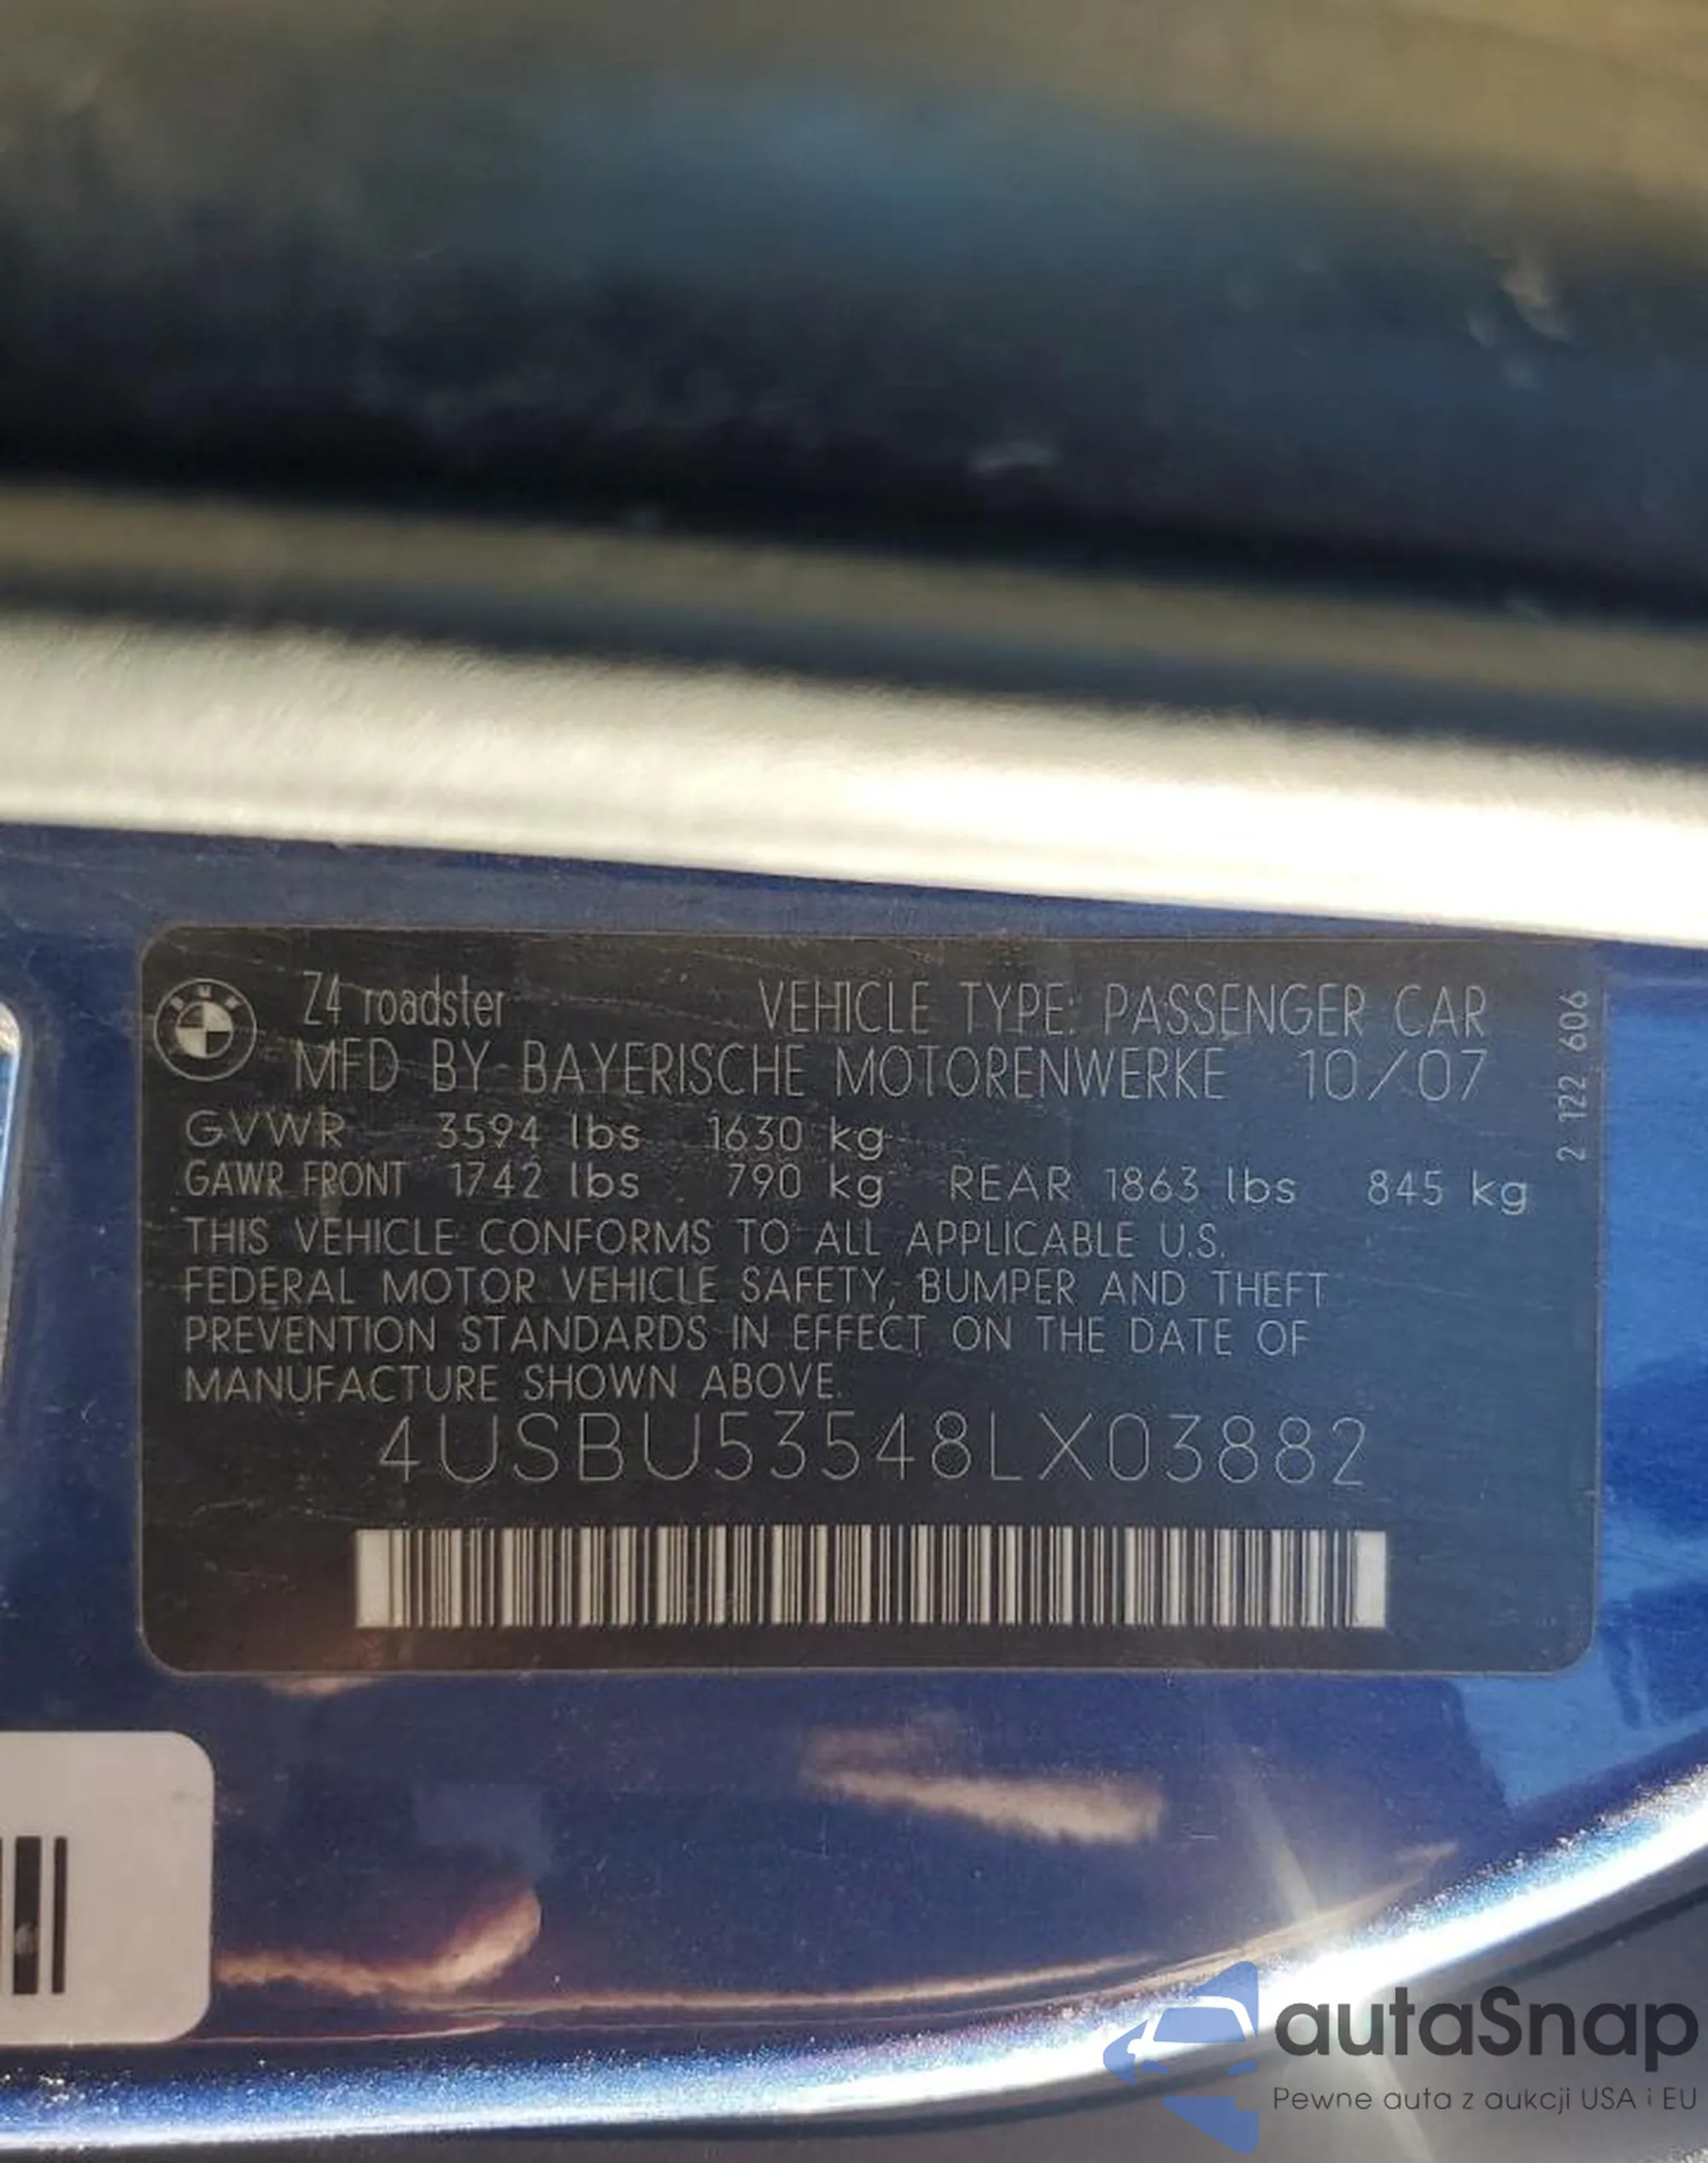 BMW
Z4 roadster VEHICLE TYPE: PASSENGER CAR
MFD BY BAYERISCHE MOTORENWERKE 10/07
GVWR 3594 lbs 1630 kg
GAWR FRONT 1742 lbs 790 kg REAR 1863 lbs 845 kg
THIS VEHICLE CONFORMS TO ALL APPLICABLE U.S.
FEDERAL MOTOR VEHICLE SAFETY, BUMPER AND THEFT
PREVENTION STANDARDS IN EFFECT ON THE DATE OF
MANUFACTURE SHOWN ABOVE.
4USBU53548LX03882
2 122 606
autaSnap
Pewne auta z aukcji USA i EU